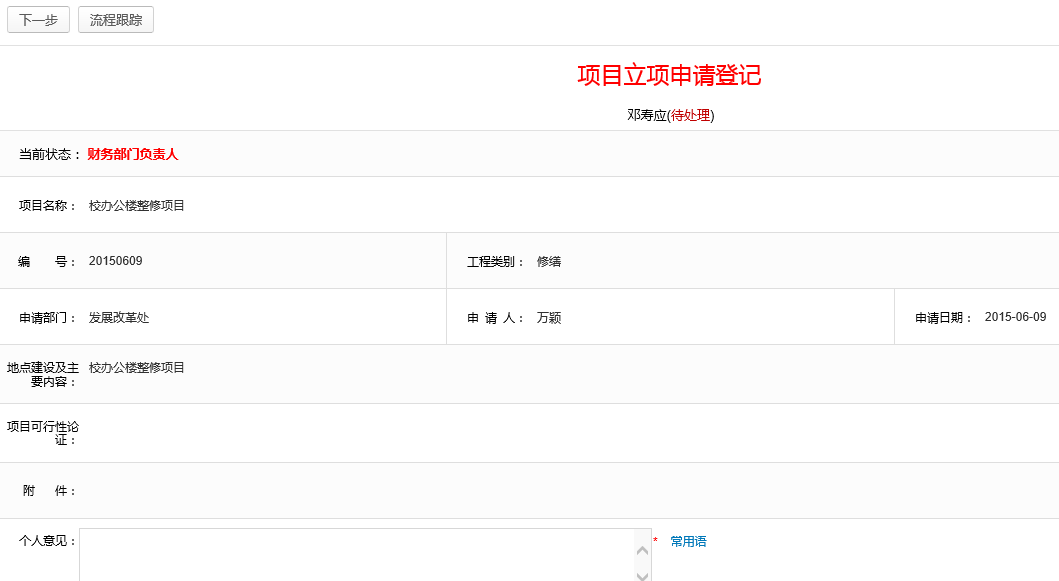 下一步 流程跟踪
项目立项申请登记
邓寿应(待处理)
当前状态： 财务部门负责人
项目名称： 校办公楼整修项目
编 号： 20150609 工程类别： 修缮
申请部门： 发展改革处 申 请 人： 万颖 申请日期： 2015-06-09
地点建设及主 校办公楼整修项目
要内容：
项目可行性论
证：
附 件：
个人意见： * 常用语